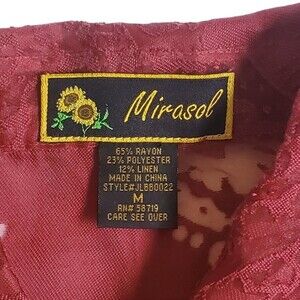 Mirasol
65% RAYON
23% POLYESTER
12% LINEN
MADE IN CHINA
STYLE#JLBB0022
M
RN# 58719
CARE SEE OVER